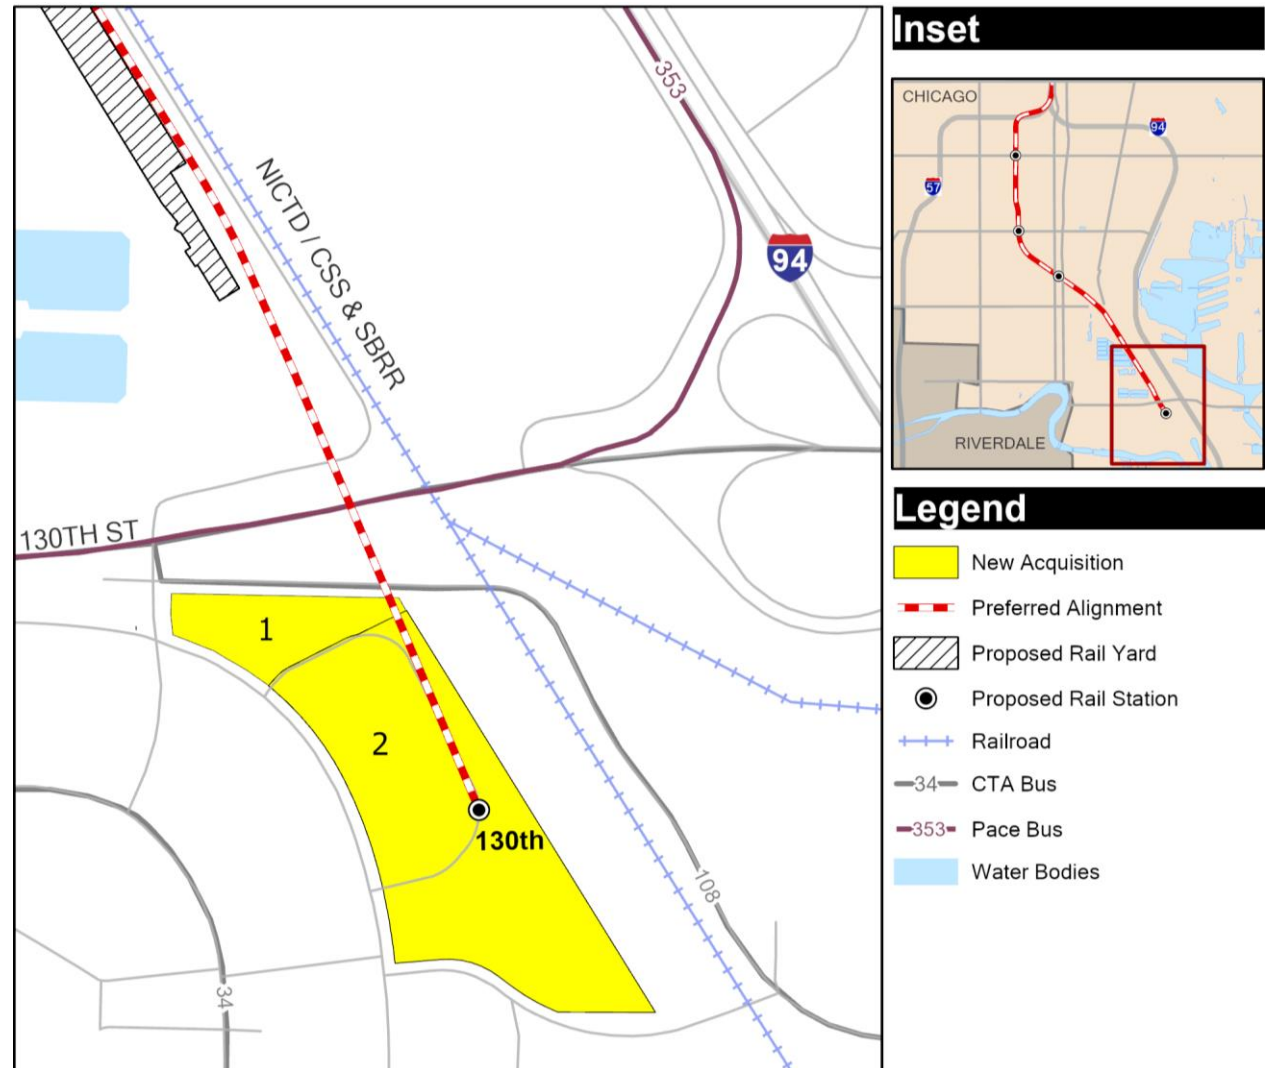 353
NICTD / CSS & SBRR
94
130TH ST
1
2
130th
108
34
Inset
CHICAGO
94
57
RIVERDALE
Legend
New Acquisition
Preferred Alignment
Proposed Rail Yard
Proposed Rail Station
Railroad
34 CTA Bus
353 Pace Bus
Water Bodies